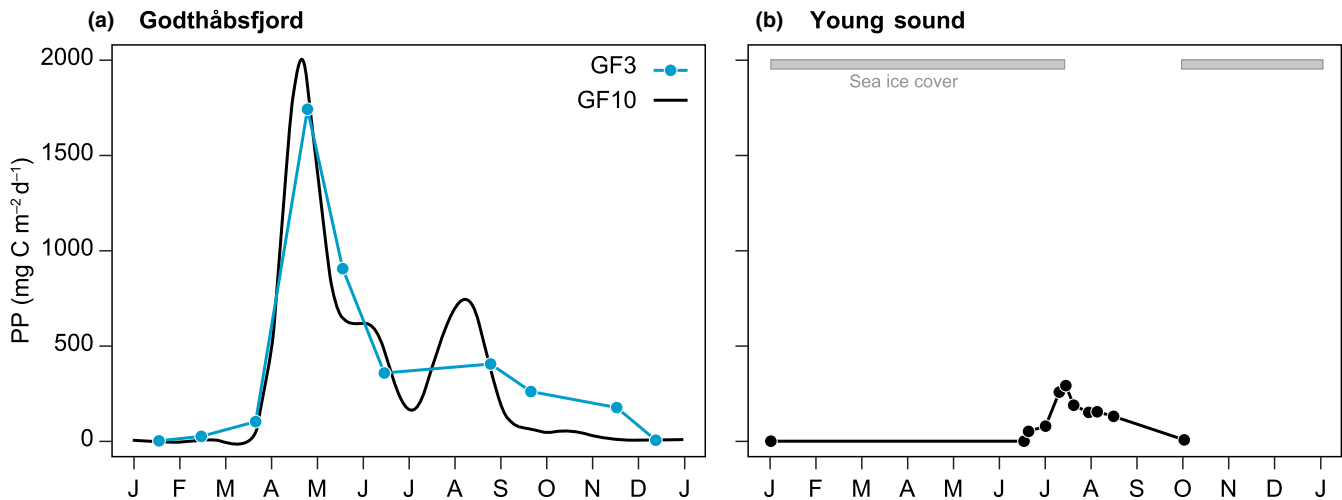 (a) Godthåbsfjord
(b) Young sound
PP (mg C m⁻² d⁻¹)
2000
1500
1000
500
0
GF3
GF10
Sea ice cover
J F M A M J J A S O N D J
J F M A M J J A S O N D J